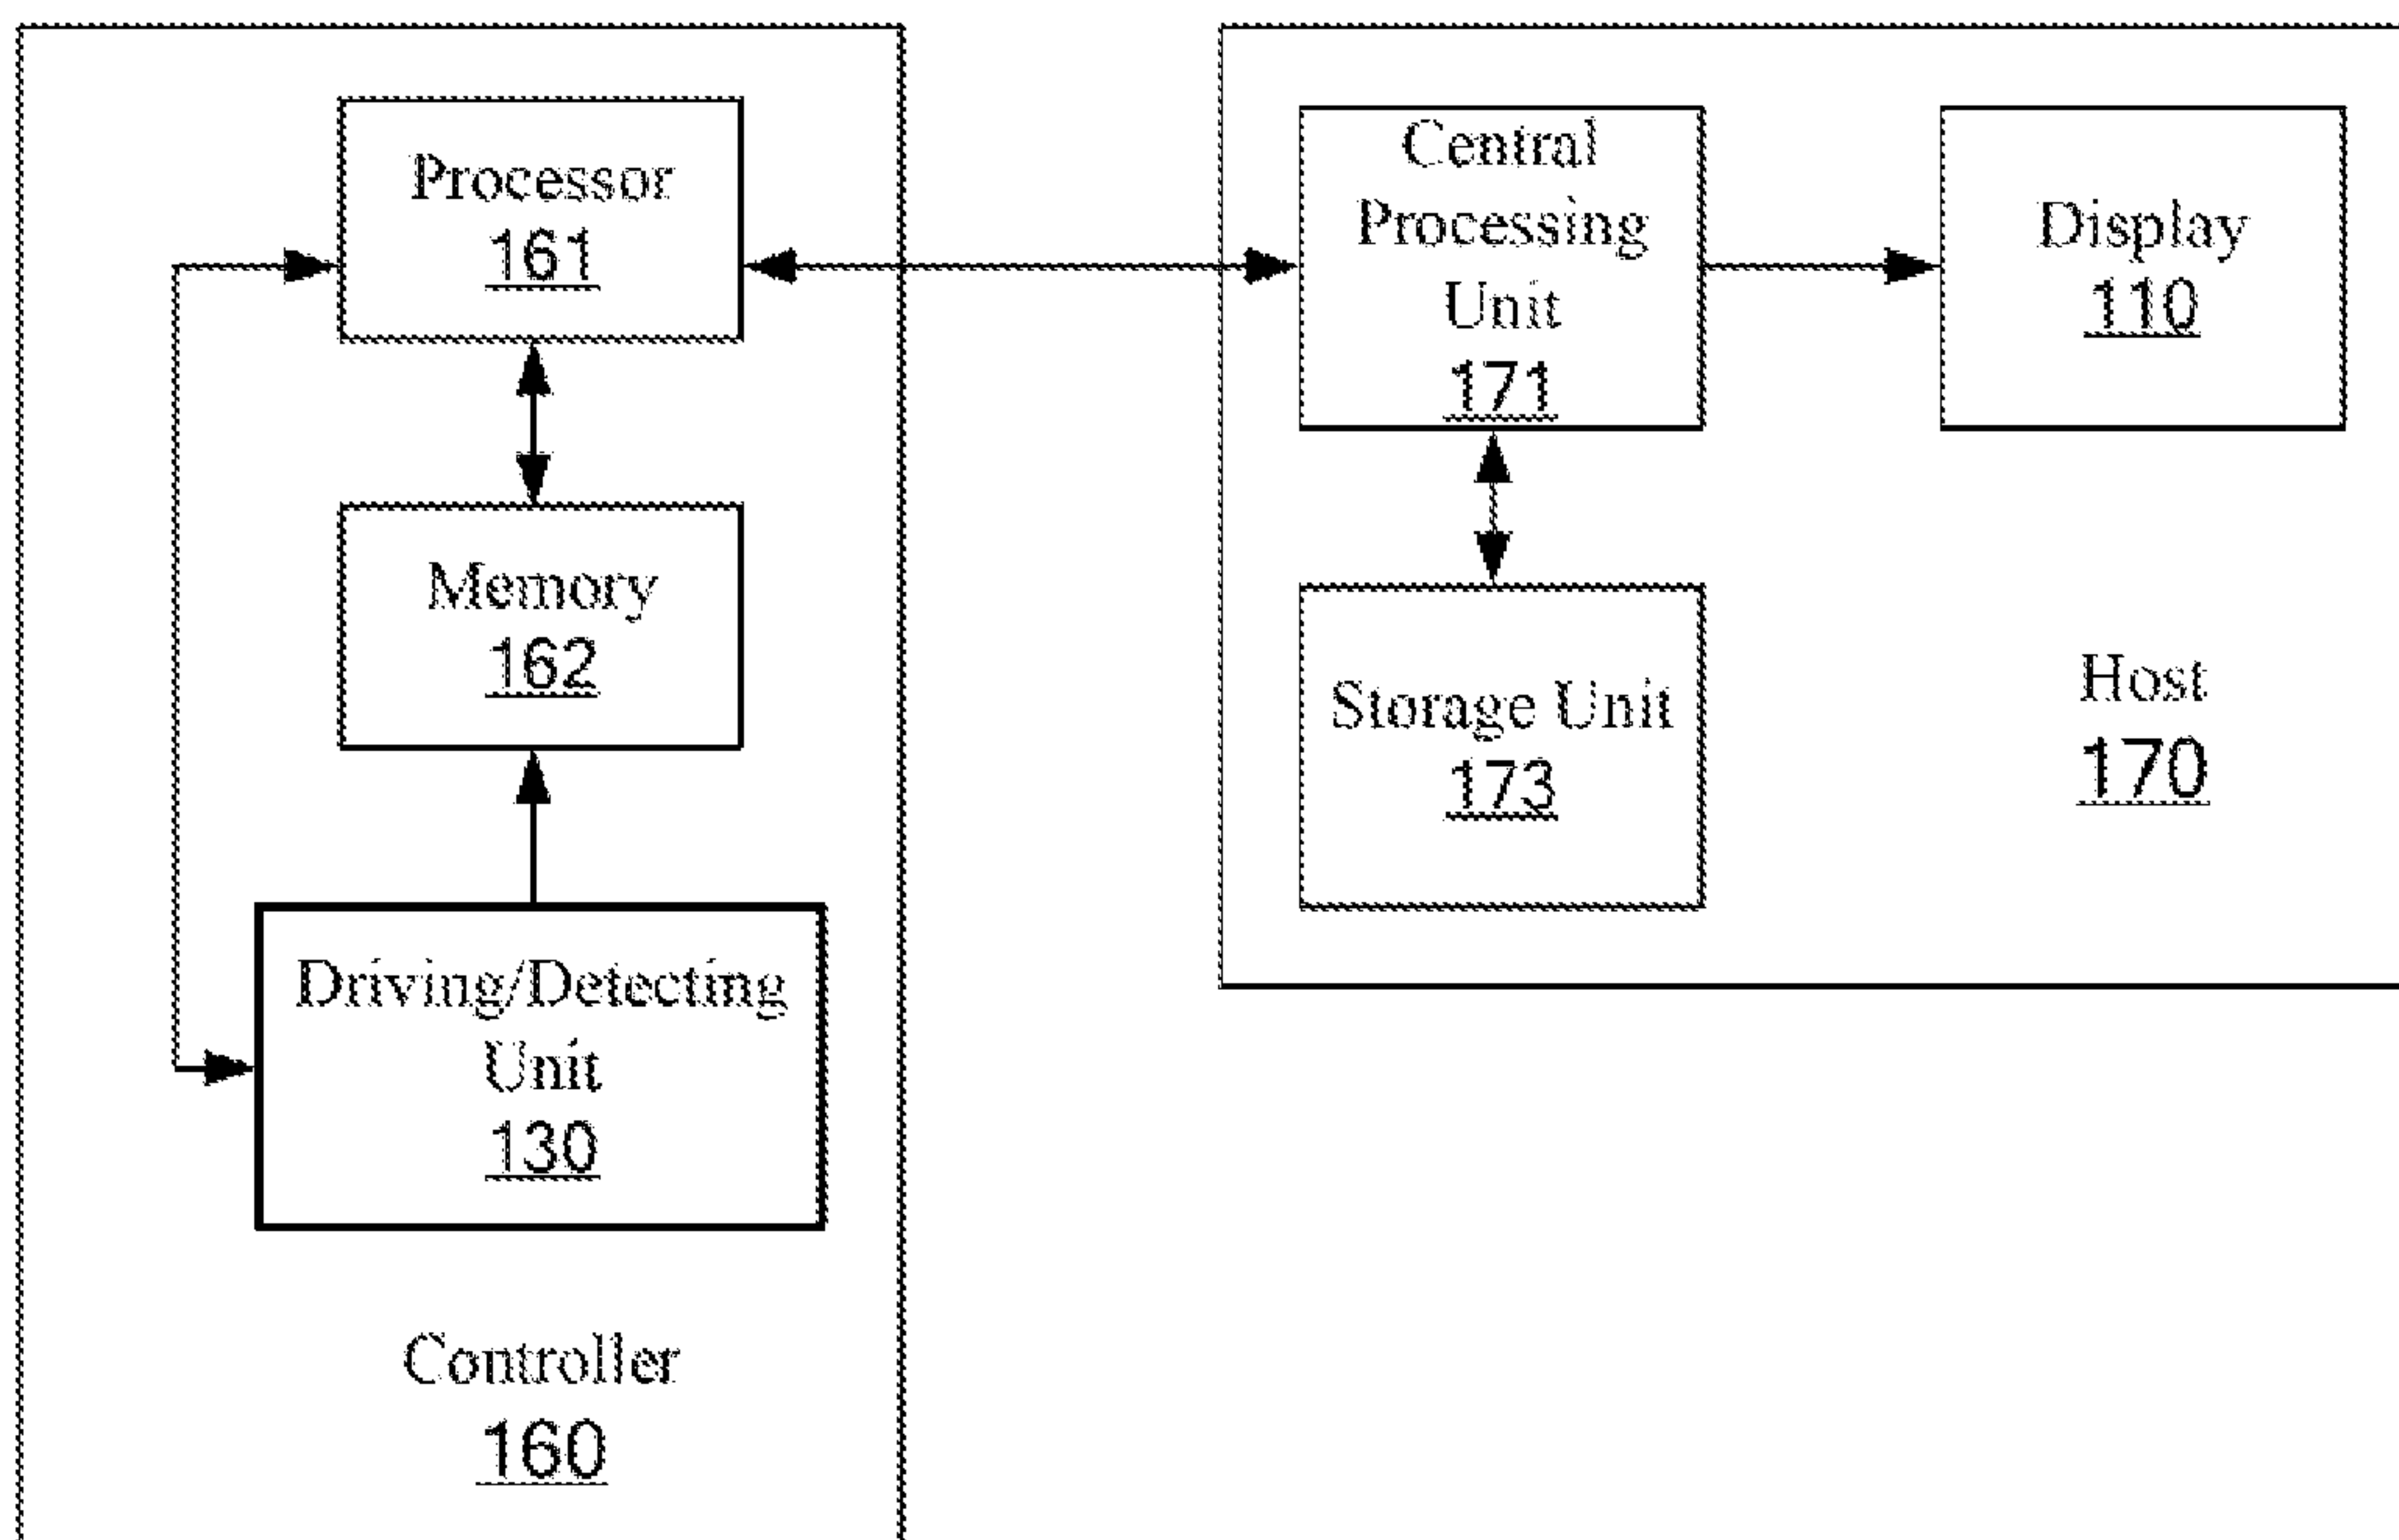 Processor
161
Memory
162
Driving/Detecting
Unit
130
Controller
160
Central
Processing
Unit
171
Display
110
Storage Unit
173
Host
170